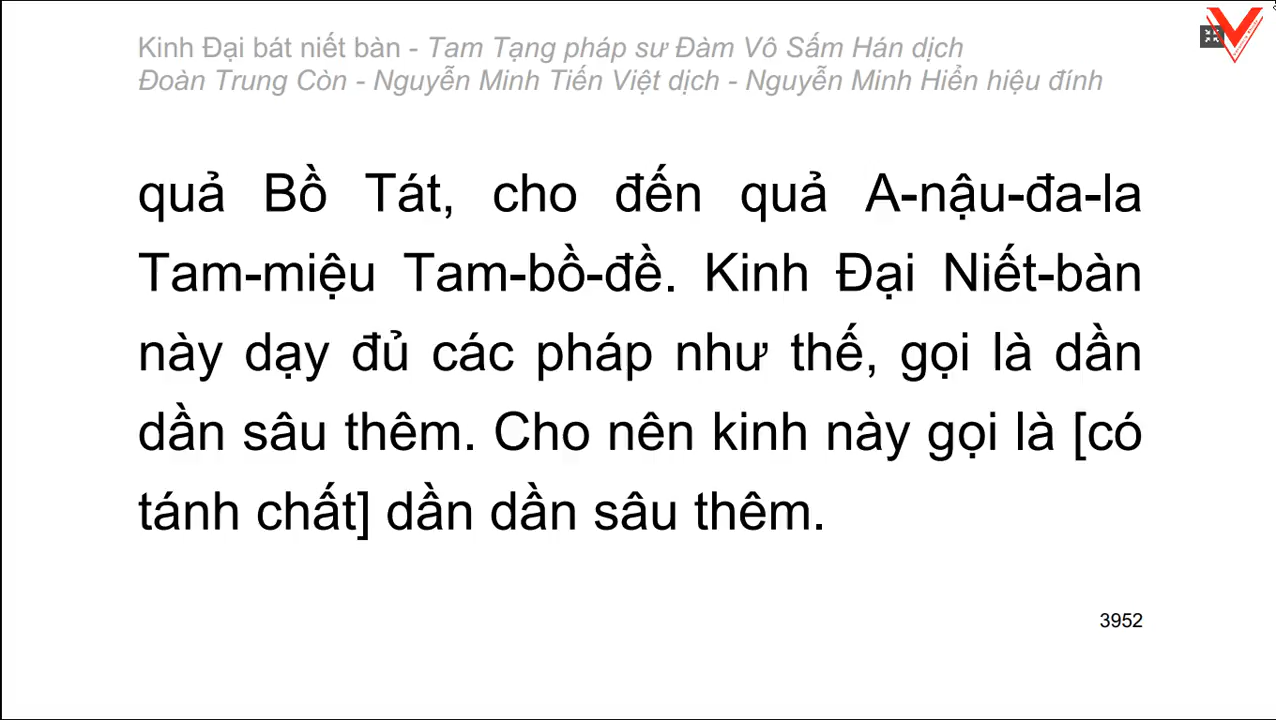 Kinh Đại bát niết bàn - Tam Tạng pháp sư Đàm Vô Sấm Hán dịch
Đoàn Trung Còn - Nguyễn Minh Tiến Việt dịch - Nguyễn Minh Hiển hiệu đính
quả Bồ Tát, cho đến quả A-nậu-đa-la
Tam-miệu Tam-bồ-đề. Kinh Đại Niết-bàn
này dạy đủ các pháp như thế, gọi là dần
dần sâu thêm. Cho nên kinh này gọi là [có
tánh chất] dần dần sâu thêm.
3952